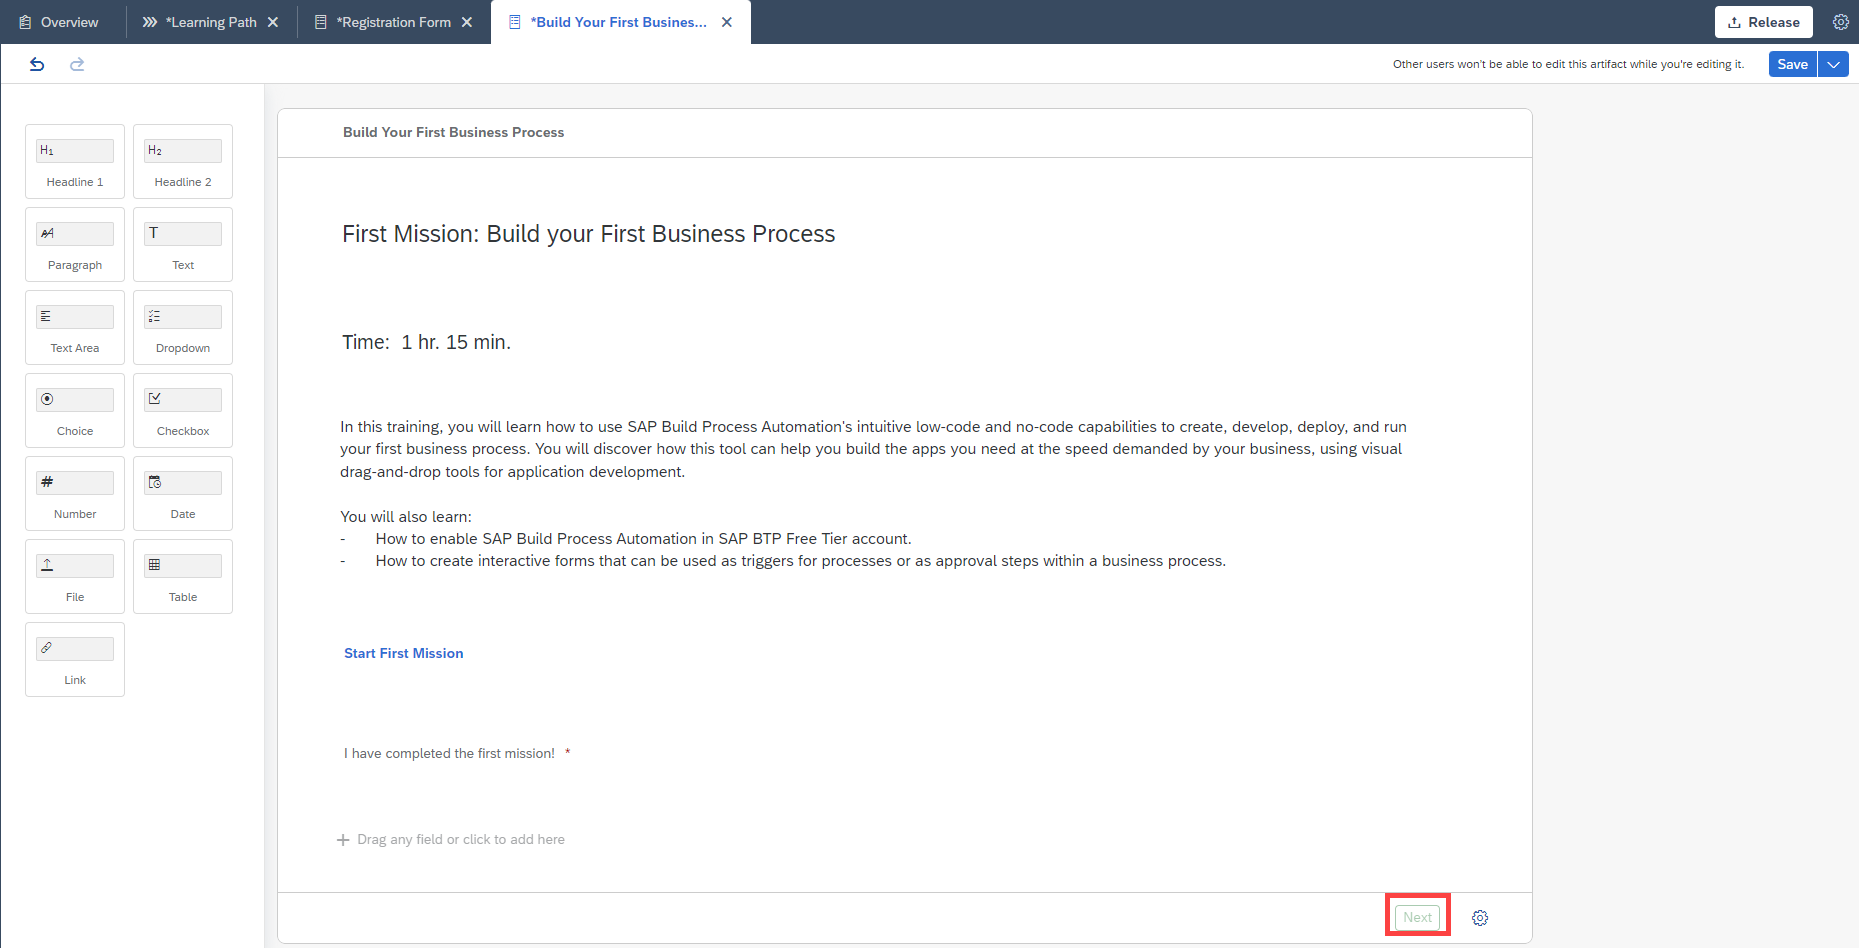 Overview
*Learning Path
*Registration Form
*Build Your First Busines...
Release
Other users won't be able to edit this artifact while you're editing it.
Save
H1
Headline 1
H2
Headline 2
Paragraph
T
Text
Text Area
Dropdown
Choice
Checkbox
#
Number
Date
File
Table
Link
Build Your First Business Process
First Mission: Build your First Business Process
Time:  1 hr. 15 min.
In this training, you will learn how to use SAP Build Process Automation's intuitive low-code and no-code capabilities to create, develop, deploy, and run
your first business process. You will discover how this tool can help you build the apps you need at the speed demanded by your business, using visual
drag-and-drop tools for application development.
You will also learn:
- How to enable SAP Build Process Automation in SAP BTP Free Tier account.
- How to create interactive forms that can be used as triggers for processes or as approval steps within a business process.
Start First Mission
I have completed the first mission! *
+ Drag any field or click to add here
Next